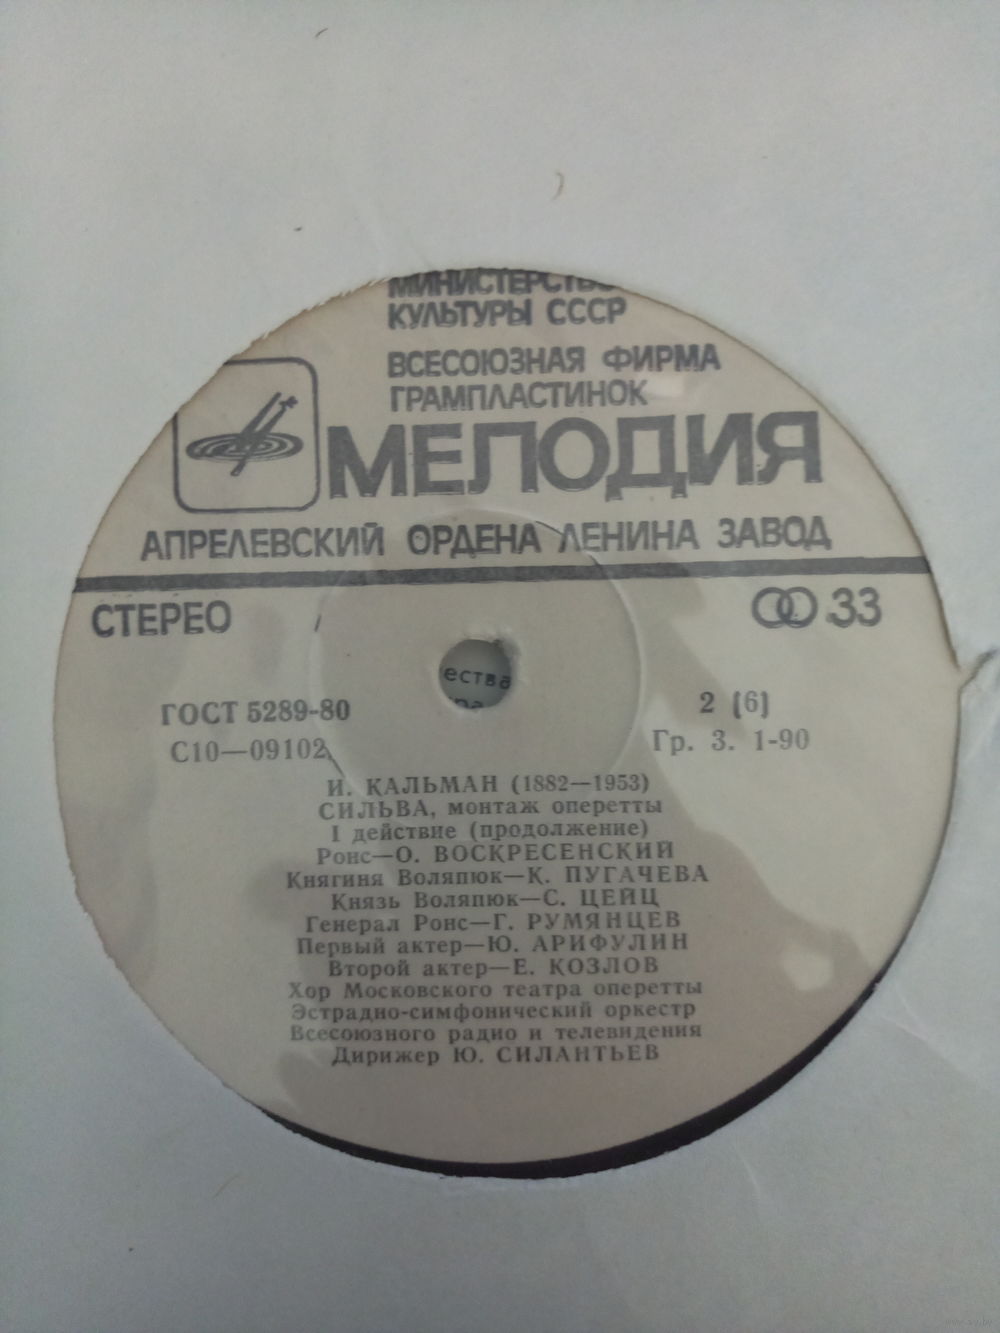 МИНИСТЕРСТВО
КУЛЬТУРЫ СССР
ВСЕСОЮЗНАЯ ФИРМА
ГРАМПЛАСТИНОК
МЕЛОДИЯ
АПРЕЛЕВСКИЙ ОРДЕНА ЛЕНИНА ЗАВОД
СТЕРЕО 33
ества
ГОСТ 5289-80 2 (6)
С10—09102 Гр. 3. 1-90
И. КАЛЬМАН (1882—1953)
СИЛЬВА, монтаж оперетты
I действие (продолжение)
Ронс—О. ВОСКРЕСЕНСКИЙ
Княгиня Воляпюк—К. ПУГАЧЕВА
Князь Воляпюк—С. ЦЕЙЦ
Генерал Ронс—Г. РУМЯНЦЕВ
Первый актер—Ю. АРИФУЛИН
Второй актер—Е. КОЗЛОВ
Хор Московского театра оперетты
Эстрадно-симфонический оркестр
Всесоюзного радио и телевидения
Дирижер Ю. СИЛАНТЬЕВ